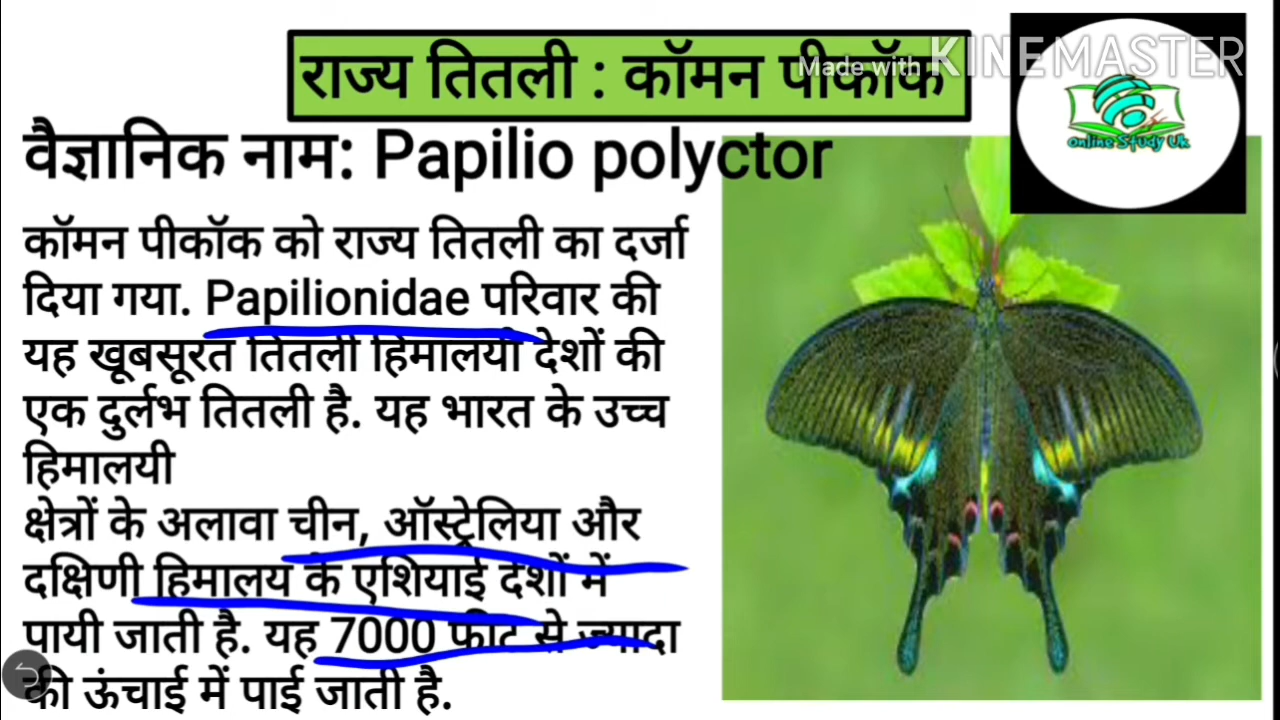 राज्य तितली : कॉमन पीकॉक
Made with KINEMASTER
Online Study Uk
वैज्ञानिक नाम: Papilio polyctor
कॉमन पीकॉक को राज्य तितली का दर्जा
दिया गया. Papilionidae परिवार की
यह खूबसूरत तितली हिमालयी देशों की
एक दुर्लभ तितली है. यह भारत के उच्च
हिमालयी
क्षेत्रों के अलावा चीन, ऑस्ट्रेलिया और
दक्षिणी हिमालय के एशियाई देशों में
पायी जाती है. यह 7000 फीट से ज्यादा
की ऊंचाई में पाई जाती है.